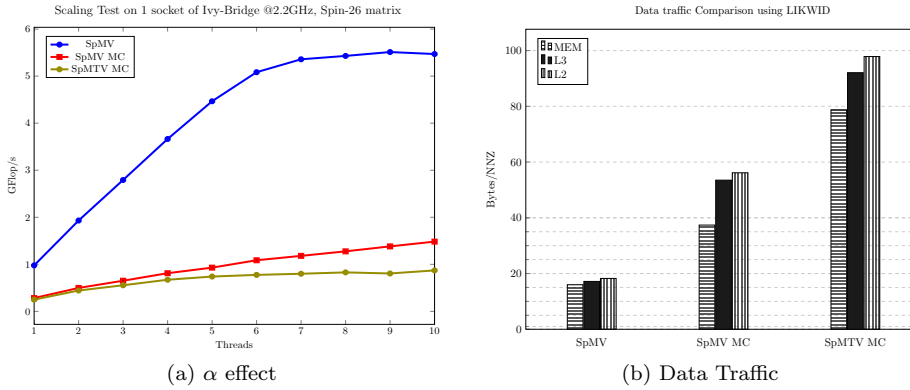 Scaling Test on 1 socket of Ivy-Bridge @2.2GHz, Spin-26 matrix
SpMV
SpMV MC
SpMTV MC
GFlop/s
6
5
4
3
2
1
0
1 2 3 4 5 6 7 8 9 10
Threads
(a) α effect
Data traffic Comparison using LIKWID
MEM
L3
L2
Bytes/NNZ
100
80
60
40
20
0
SpMV SpMV MC SpMTV MC
(b) Data Traffic